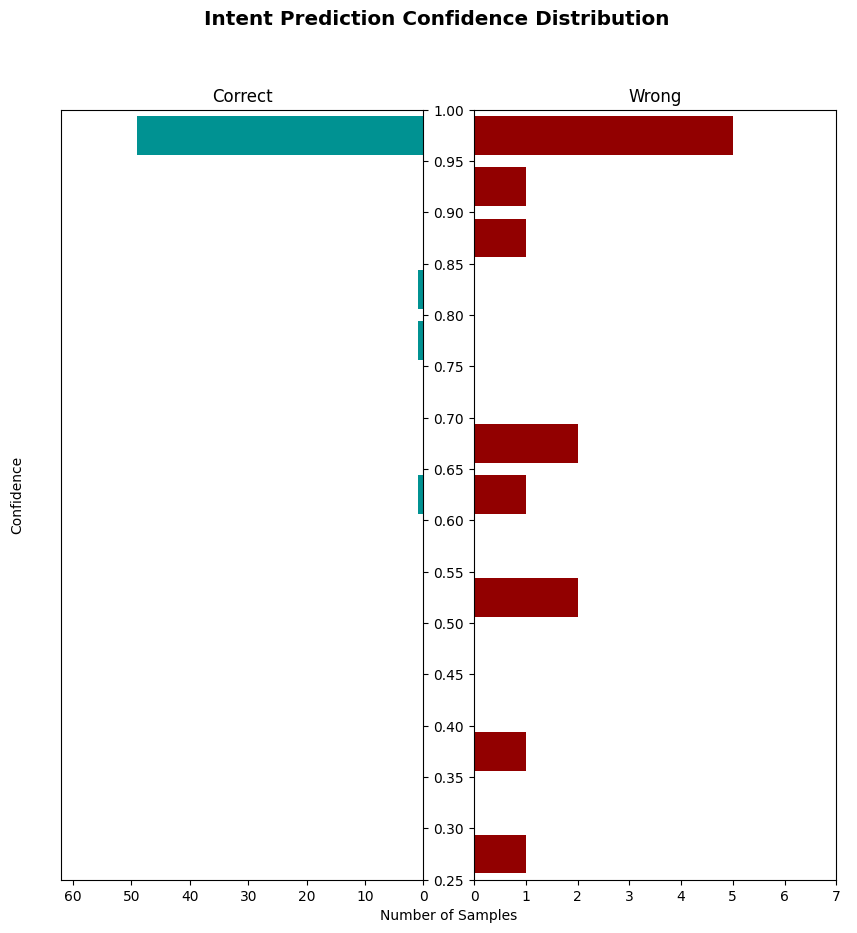 Intent Prediction Confidence Distribution
Correct
Wrong
1.00
0.95
0.90
0.85
0.80
0.75
0.70
0.65
0.60
0.55
0.50
0.45
0.40
0.35
0.30
0.25
Confidence
60 50 40 30 20 10 0
0 1 2 3 4 5 6 7
Number of Samples